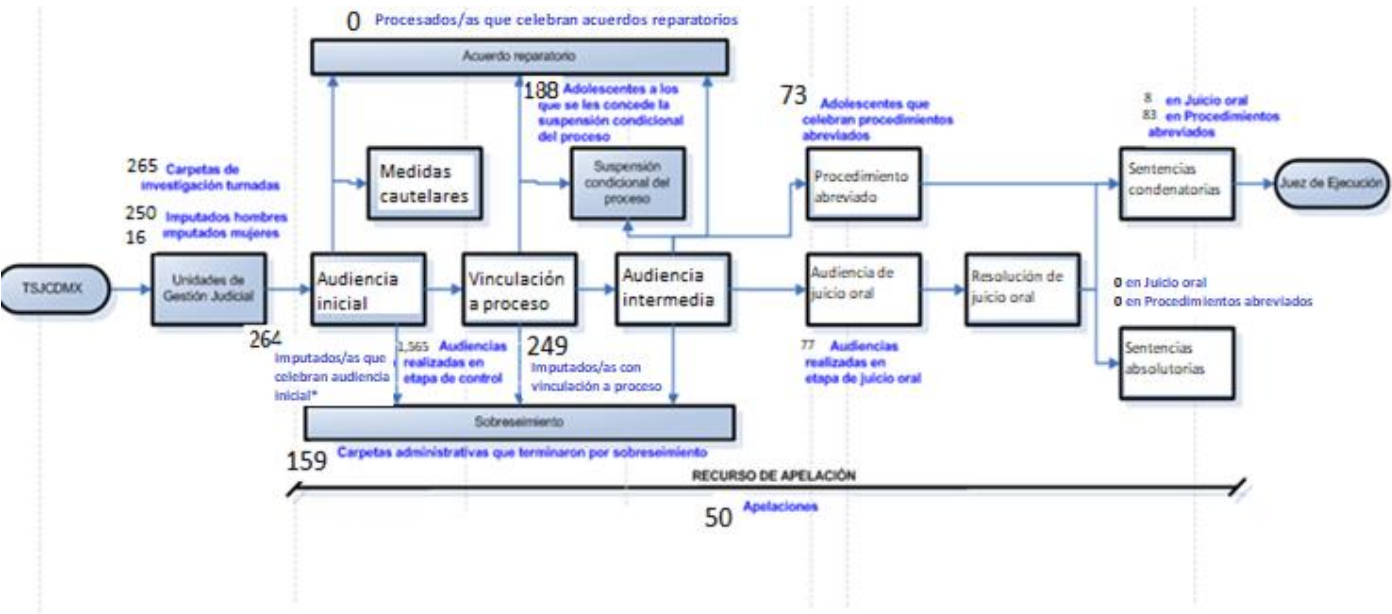 0 Procesados/as que celebran acuerdos reparatorios
Acuerdo reparatorio
188 Adolescentes a los
que se les concede la
suspensión condicional
del proceso
73 Adolescentes que
celebran procedimientos
abreviados
8 en Juicio oral
83 en Procedimientos
abreviados
265 Carpetas de
investigación turnadas
250 Imputados hombres
16 imputados mujeres
Medidas
cautelares
Suspensión
condicional del
proceso
Procedimiento
abreviado
Sentencias
condenatorias
Juez de Ejecución
TSJCDMX
Unidades de
Gestión Judicial
Audiencia
inicial
Vinculación
a proceso
Audiencia
intermedia
Audiencia de
juicio oral
Resolución de
juicio oral
0 en Juicio oral
0 en Procedimientos abreviados
264
Imputados/as que
celebran audiencia
inicial*
1,565 Audiencias
realizadas en
etapa de control
249
Imputados/as con
vinculación a proceso
77 Audiencias
realizadas en
etapa de juicio oral
Sentencias
absolutorias
Sobreseimiento
159 Carpetas administrativas que terminaron por sobreseimiento
RECURSO DE APELACIÓN
50 Apelaciones